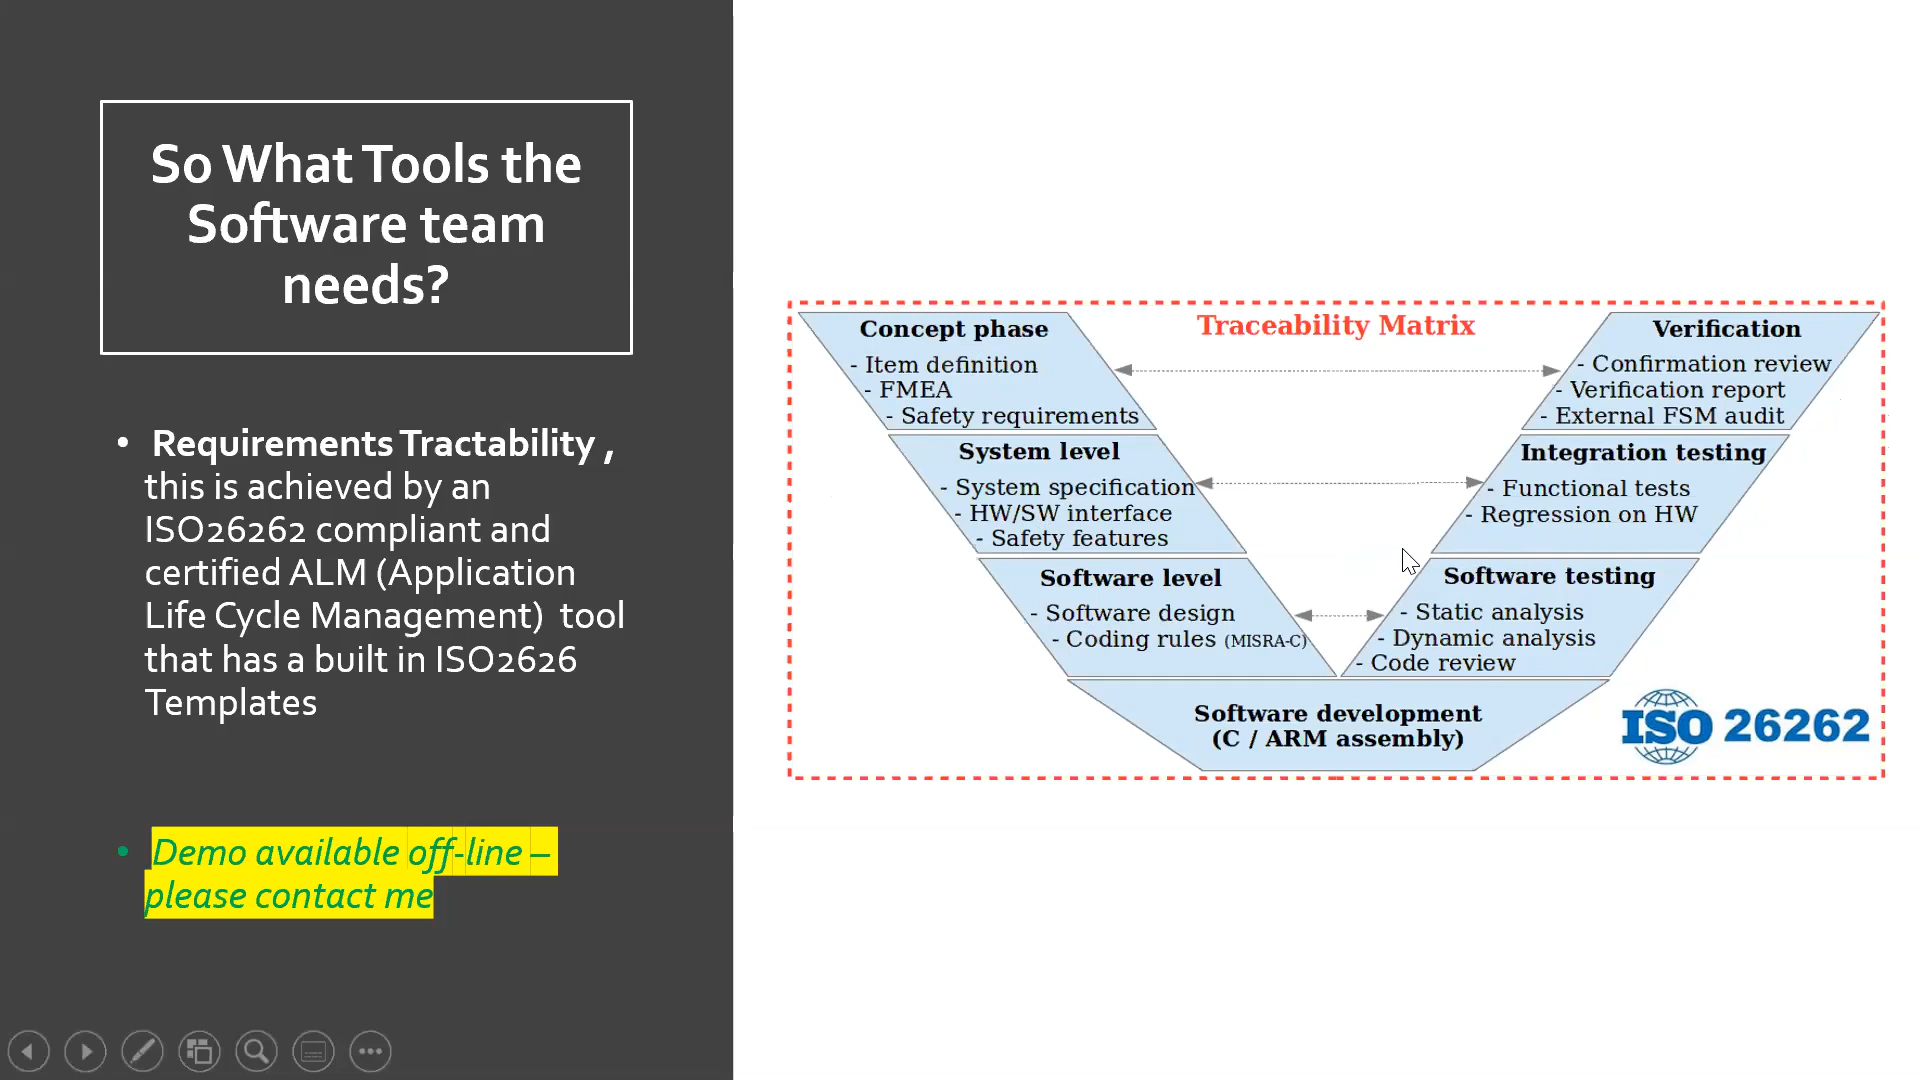 So What Tools the
Software team
needs?
• Requirements Tractability ,
this is achieved by an
ISO26262 compliant and
certified ALM (Application
Life Cycle Management) tool
that has a built in ISO2626
Templates
• Demo available off-line –
please contact me
Traceability Matrix
Concept phase
- Item definition
- FMEA
- Safety requirements
System level
- System specification
- HW/SW interface
- Safety features
Software level
- Software design
- Coding rules (MISRA-C)
Software development
(C / ARM assembly)
Verification
- Confirmation review
- Verification report
- External FSM audit
Integration testing
- Functional tests
- Regression on HW
Software testing
- Static analysis
- Dynamic analysis
- Code review
ISO 26262